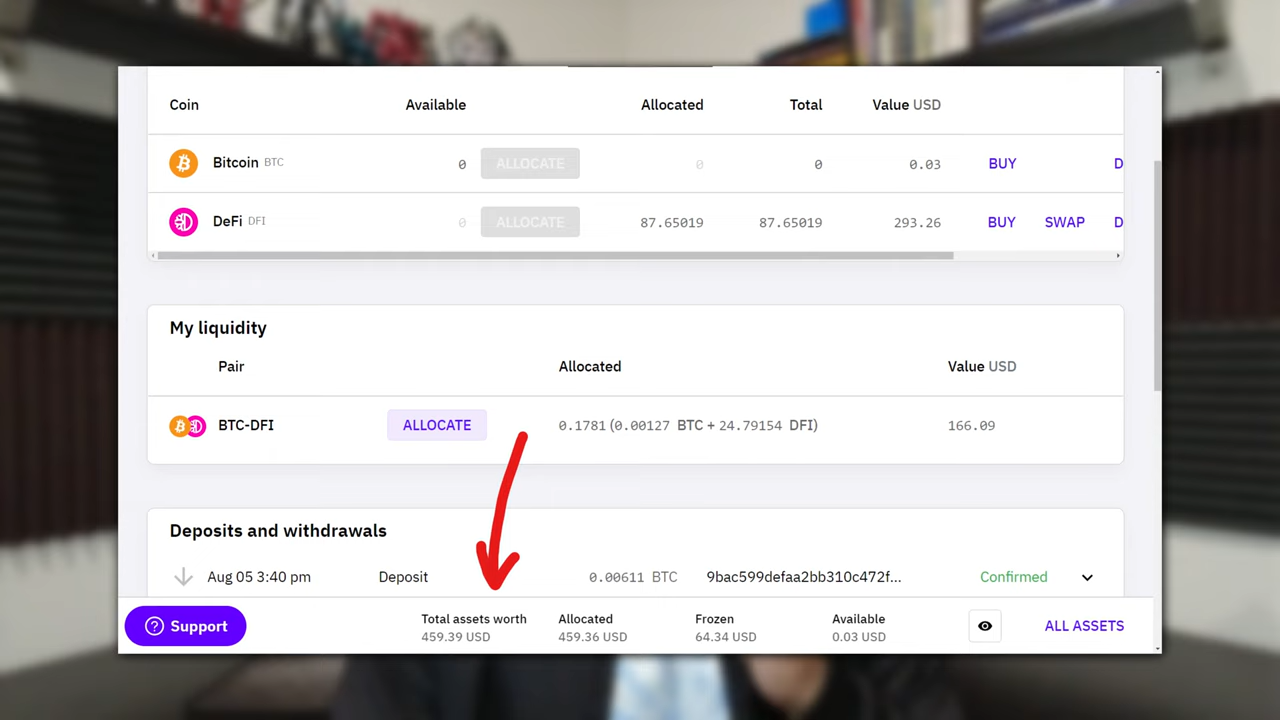 Coin Available Allocated Total Value USD
Bitcoin BTC 0 ALLOCATE 0 0 0.03 BUY D
DeFi DFI 0 ALLOCATE 87.65019 87.65019 293.26 BUY SWAP D
My liquidity
Pair Allocated Value USD
BTC-DFI ALLOCATE 0.1781 (0.00127 BTC + 24.79154 DFI) 166.09
Deposits and withdrawals
Aug 05 3:40 pm Deposit 0.00611 BTC 9bac599defaa2bb310c472f... Confirmed
Support
Total assets worth Allocated Frozen Available
459.39 USD 459.36 USD 64.34 USD 0.03 USD
ALL ASSETS